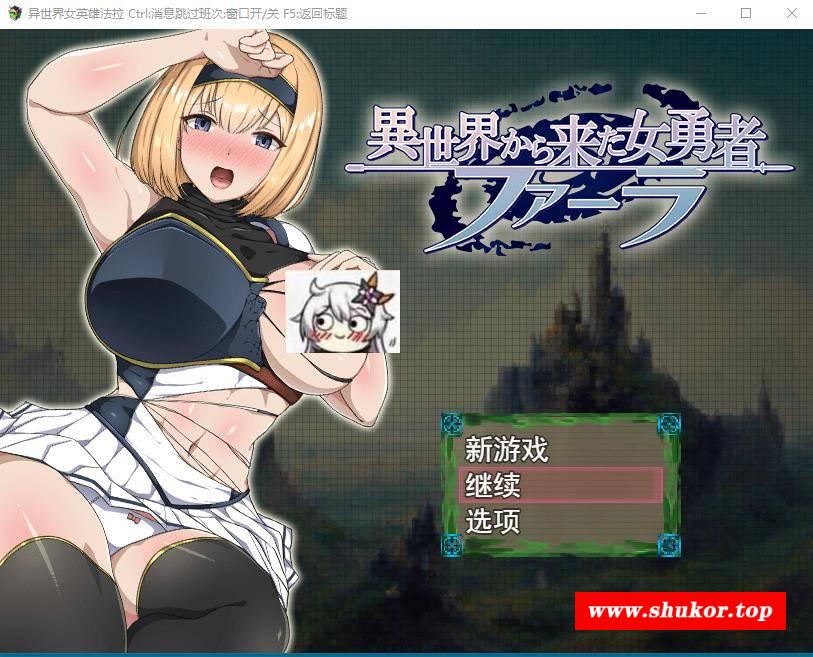 异世界女英雄法拉 Ctrl:消息跳过班次:窗口开/关 F5:返回标题
異世界から来た女勇者
ファーラ
新游戏
继续
选项
www.shukor.top